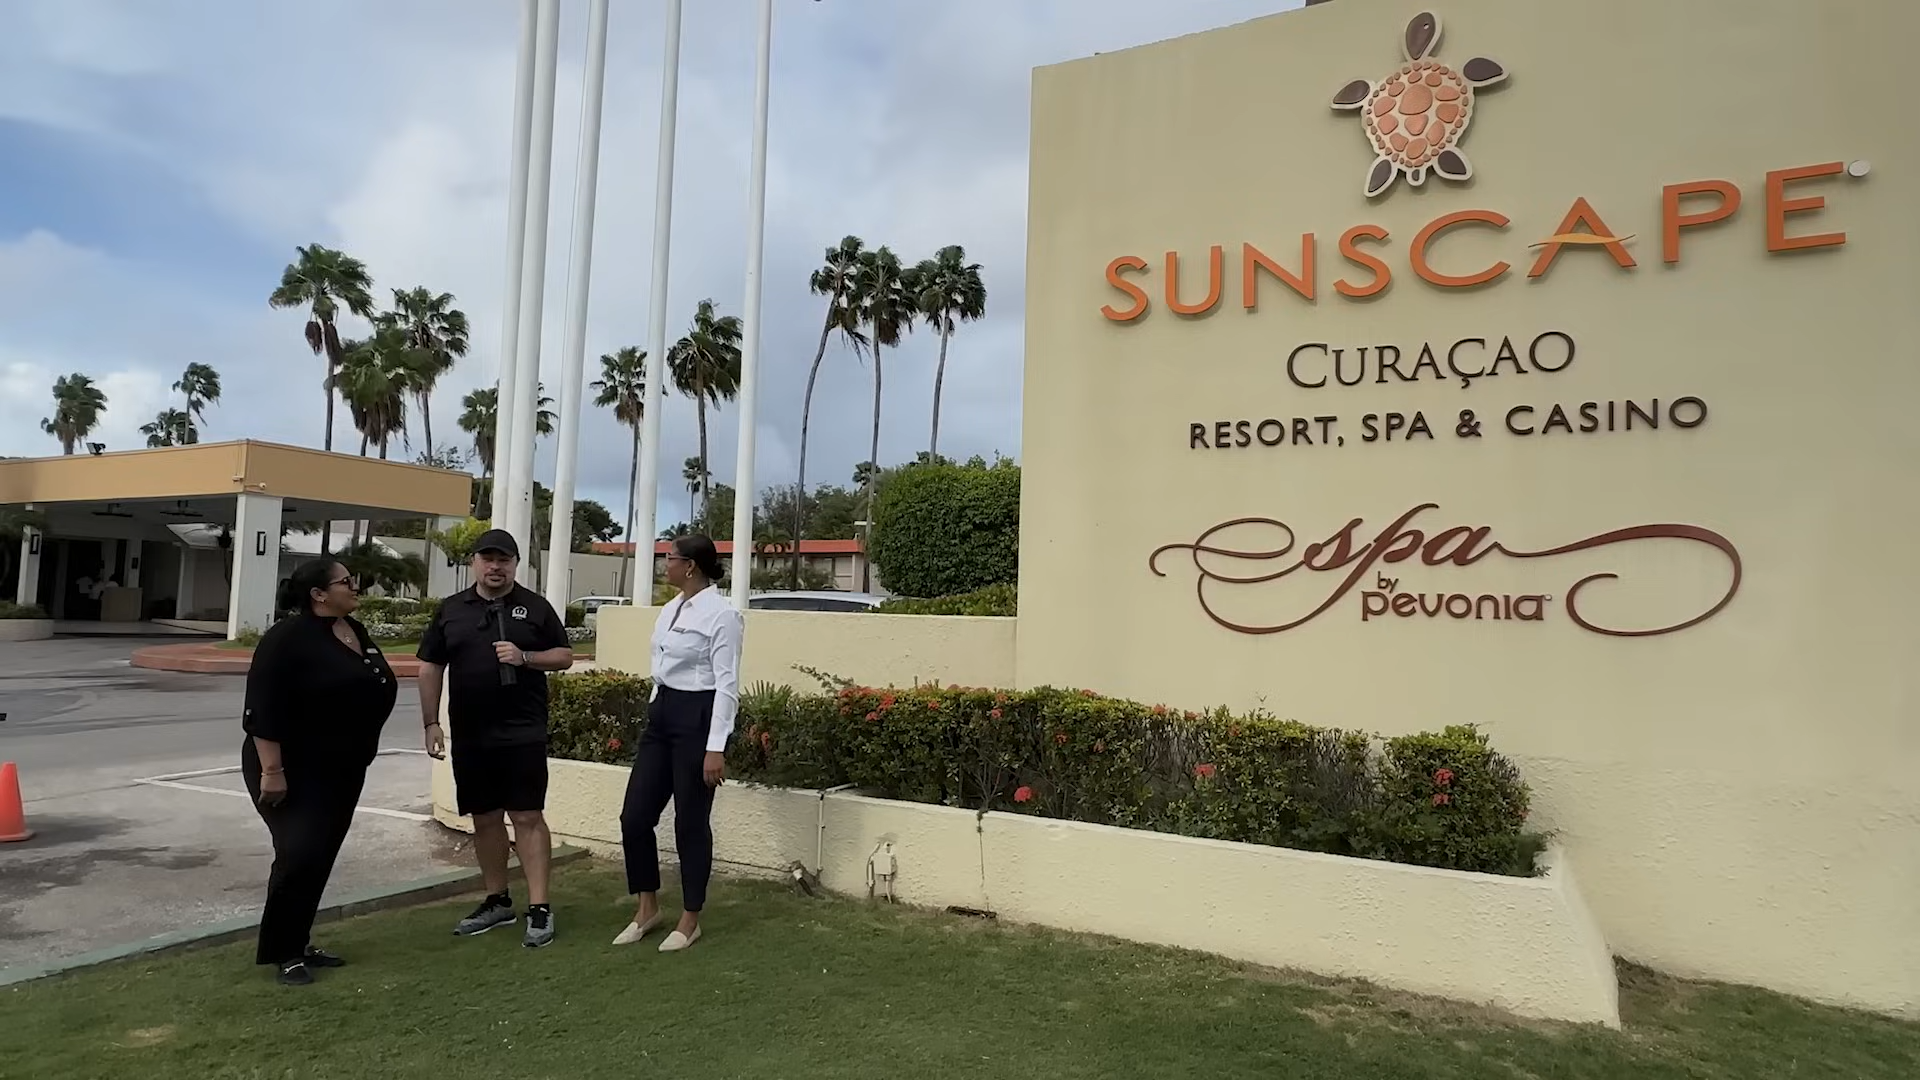 SUNSCAPE
CURAÇAO
RESORT, SPA & CASINO
spa
by
pevonia